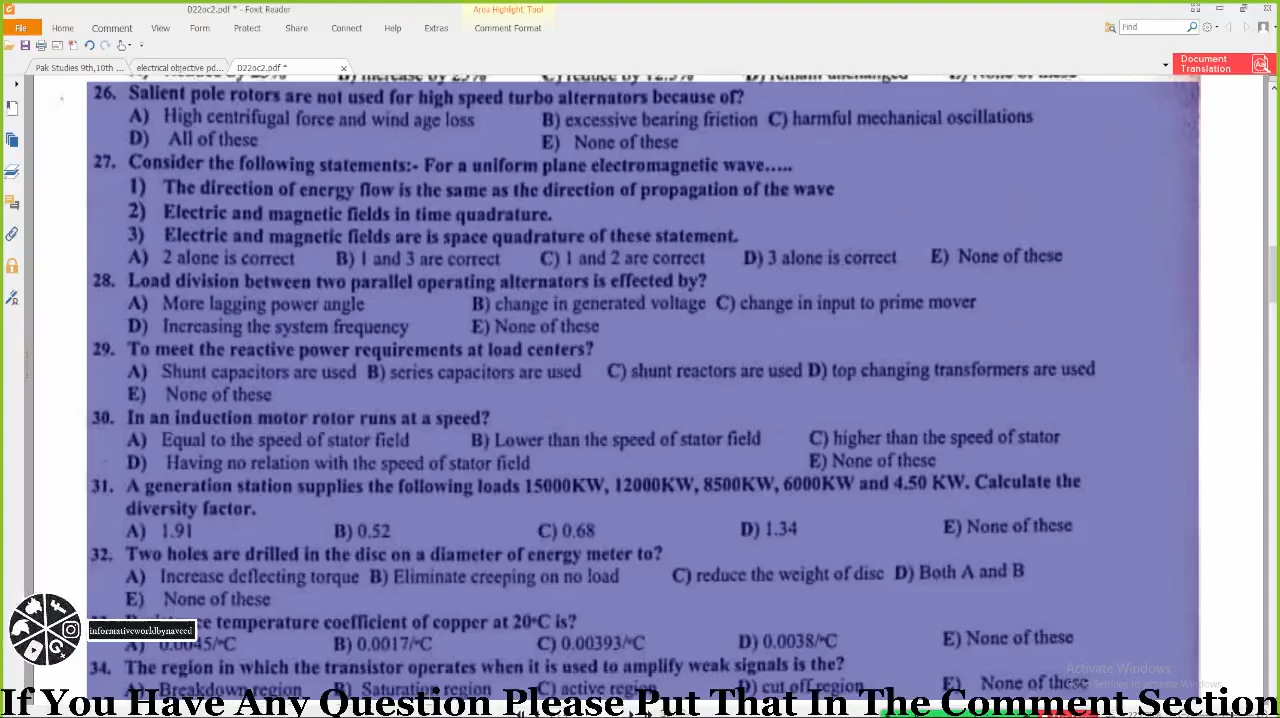 D22oc2.pdf * - Foxit Reader
Area Highlight Tool
File Home Comment View Form Protect Share Connect Help Extras Comment Format
Find
Pak Studies 9th,10th ... electrical objective pd... D22oc2.pdf *
Document Translation
26. Salient pole rotors are not used for high speed turbo alternators because of?
A) High centrifugal force and wind age loss B) excessive bearing friction C) harmful mechanical oscillations
D) All of these E) None of these
27. Consider the following statements:- For a uniform plane electromagnetic wave.....
1) The direction of energy flow is the same as the direction of propagation of the wave
2) Electric and magnetic fields in time quadrature.
3) Electric and magnetic fields are is space quadrature of these statement.
A) 2 alone is correct B) 1 and 3 are correct C) 1 and 2 are correct D) 3 alone is correct E) None of these
28. Load division between two parallel operating alternators is effected by?
A) More lagging power angle B) change in generated voltage C) change in input to prime mover
D) Increasing the system frequency E) None of these
29. To meet the reactive power requirements at load centers?
A) Shunt capacitors are used B) series capacitors are used C) shunt reactors are used D) top changing transformers are used
E) None of these
30. In an induction motor rotor runs at a speed?
A) Equal to the speed of stator field B) Lower than the speed of stator field C) higher than the speed of stator
D) Having no relation with the speed of stator field E) None of these
31. A generation station supplies the following loads 15000KW, 12000KW, 8500KW, 6000KW and 4.50 KW. Calculate the
diversity factor.
A) 1.91 B) 0.52 C) 0.68 D) 1.34 E) None of these
32. Two holes are drilled in the disc on a diameter of energy meter to?
A) Increase deflecting torque B) Eliminate creeping on no load C) reduce the weight of disc D) Both A and B
E) None of these
temperature coefficient of copper at 20°C is?
informativeworldbynaveed
A) 0.0045/°C B) 0.0017/°C C) 0.00393/°C D) 0.0038/°C E) None of these
34. The region in which the transistor operates when it is used to amplify weak signals is the?
A) Breakdown region B) Saturation region C) active region D) cut off region E) None of these
Activate Windows
If You Have Any Question Please Put That In The Comment Section